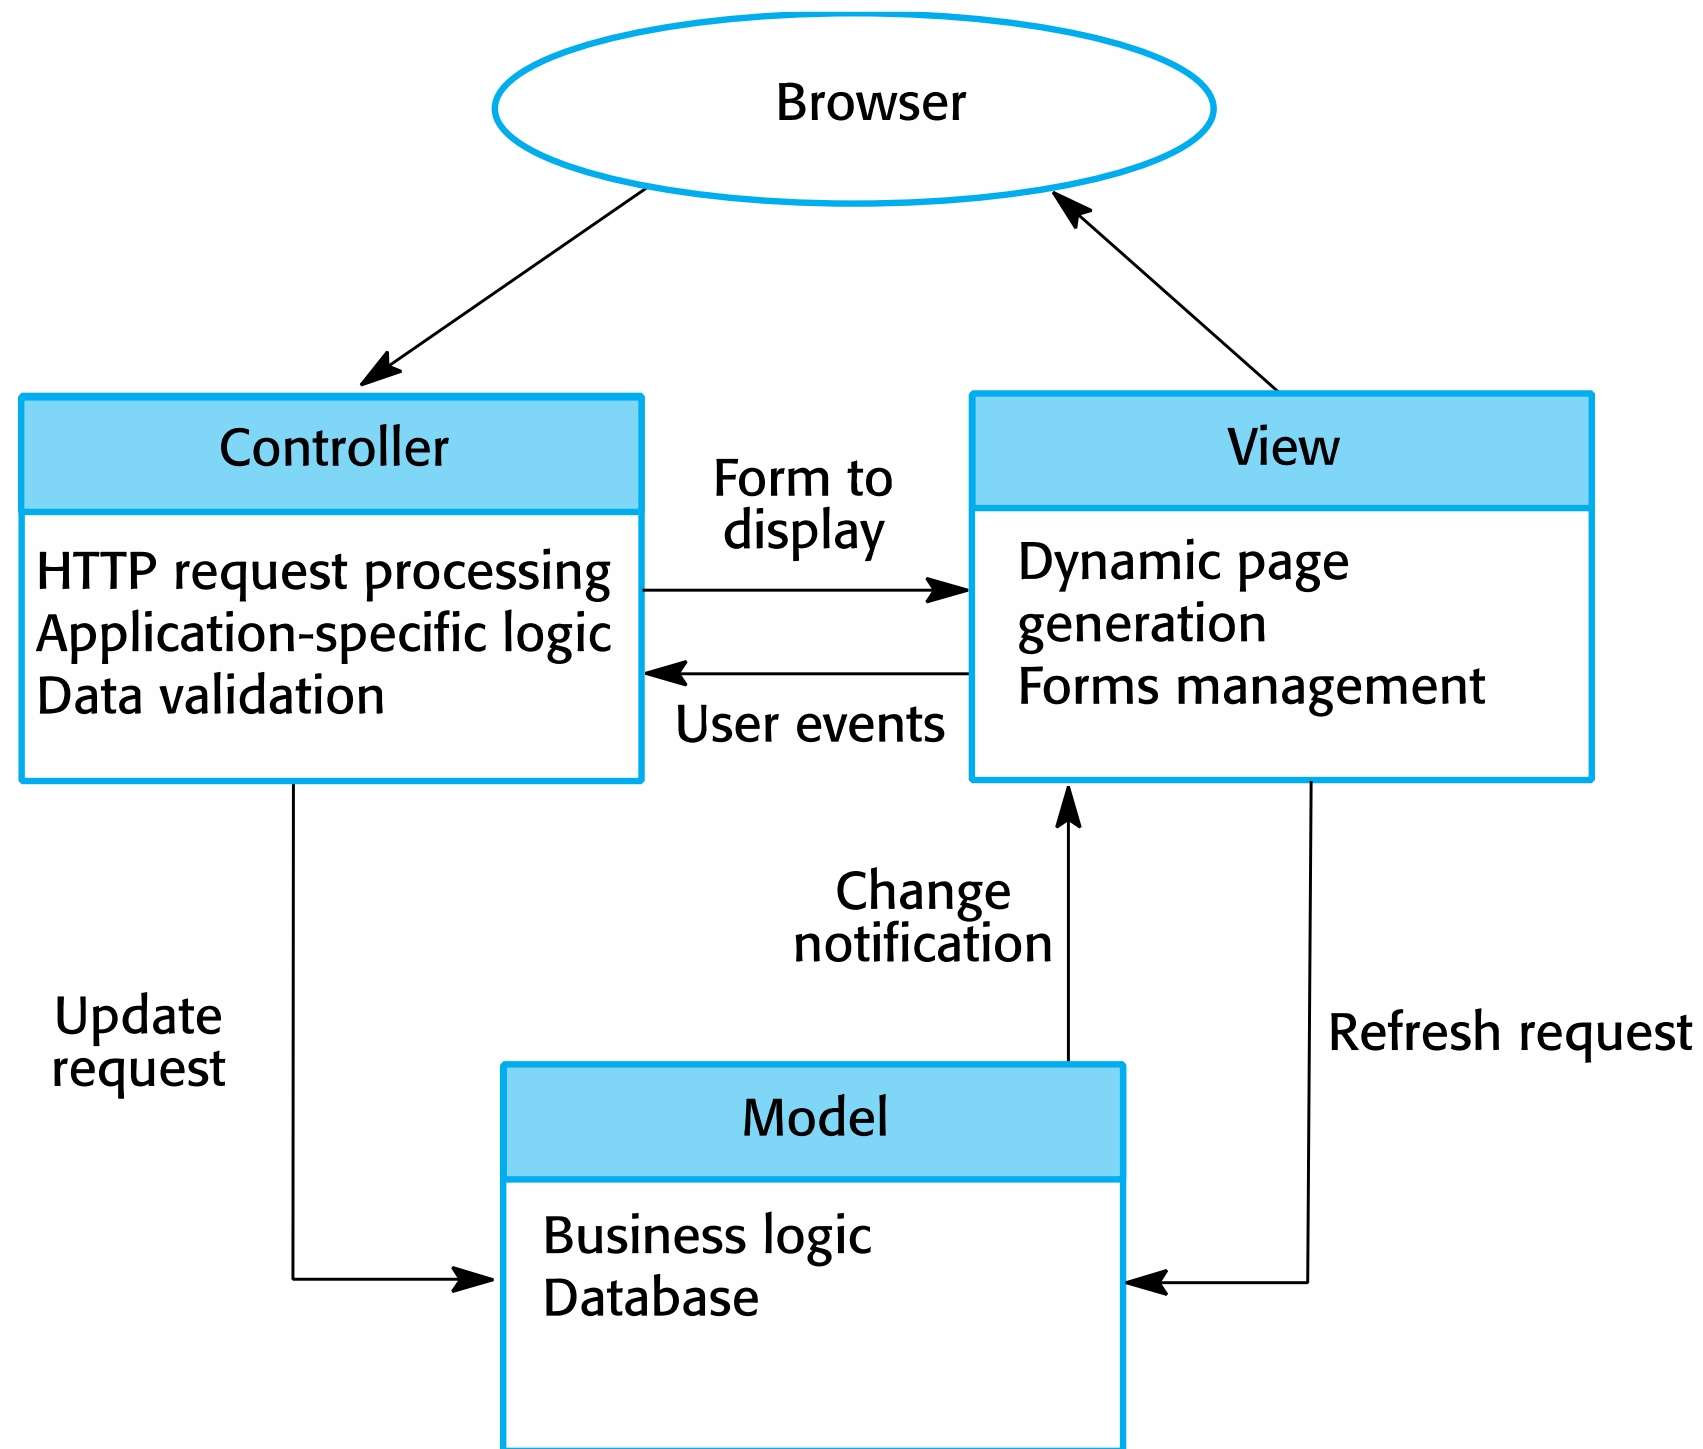 Browser
Controller
HTTP request processing
Application-specific logic
Data validation
Form to
display
User events
View
Dynamic page
generation
Forms management
Update
request
Change
notification
Refresh request
Model
Business logic
Database